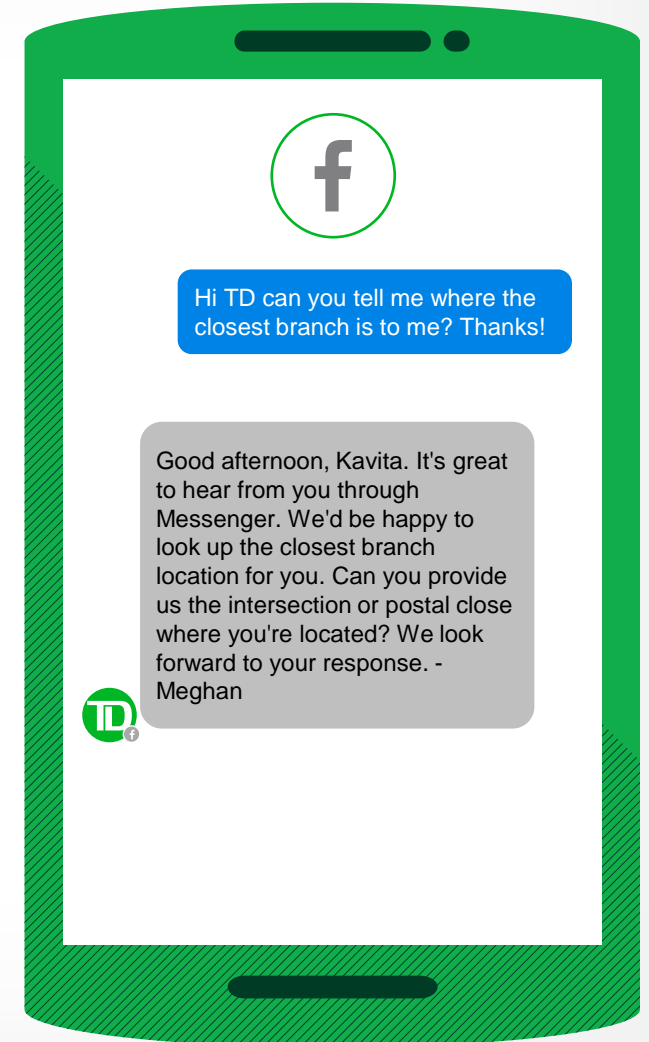 f
Hi TD can you tell me where the
closest branch is to me? Thanks!
Good afternoon, Kavita. It's great
to hear from you through
Messenger. We'd be happy to
look up the closest branch
location for you. Can you provide
us the intersection or postal close
where you're located? We look
forward to your response. -
Meghan
TD
f